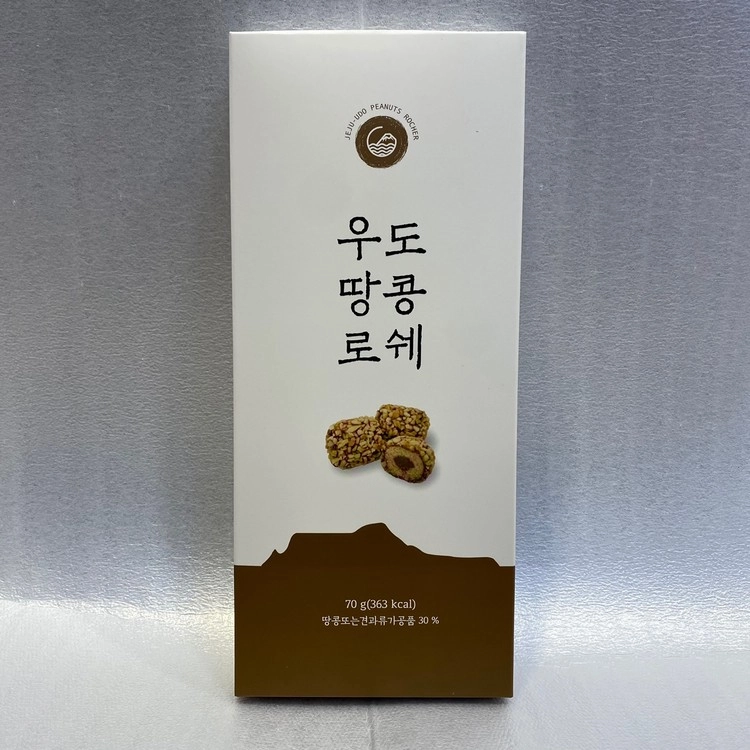 JEJU-UDO PEANUTS ROCHER
우도
땅콩
로쉐
70 g(363 kcal)
땅콩또는견과류가공품 30 %